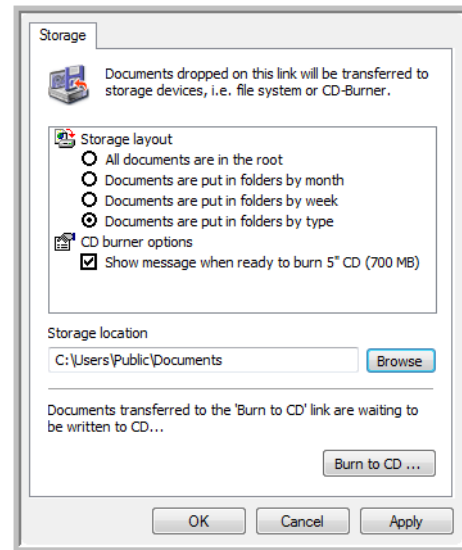 Storage
Documents dropped on this link will be transferred to
storage devices, i.e. file system or CD-Burner.
Storage layout
All documents are in the root
Documents are put in folders by month
Documents are put in folders by week
Documents are put in folders by type
CD burner options
Show message when ready to burn 5" CD (700 MB)
Storage location
C:\Users\Public\Documents
Browse
Documents transferred to the 'Burn to CD' link are waiting to
be written to CD...
Burn to CD ...
OK Cancel Apply